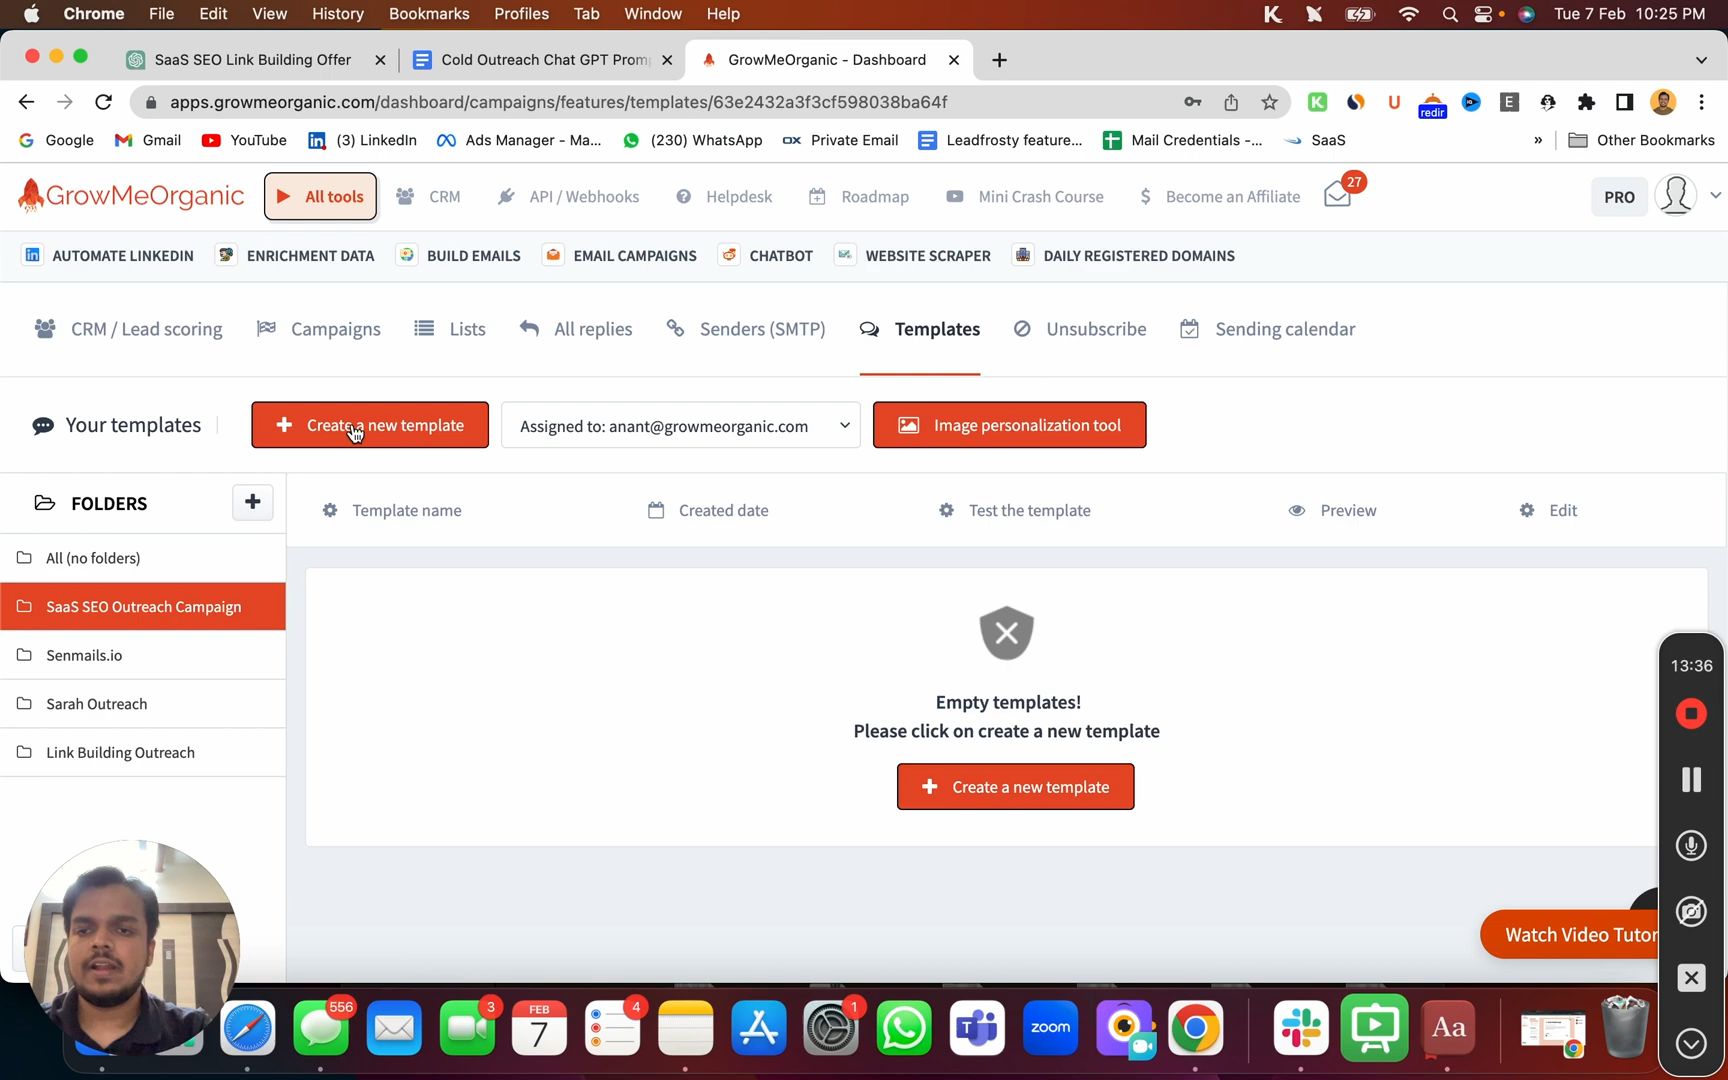 Chrome File Edit View History Bookmarks Profiles Tab Window Help Tue 7 Feb 10:25 PM
SaaS SEO Link Building Offer Cold Outreach Chat GPT Prom GrowMeOrganic - Dashboard
apps.growmeorganic.com/dashboard/campaigns/features/templates/63e2432a3f3cf598038ba64f
redir
Google Gmail YouTube (3) LinkedIn Ads Manager - Ma... (230) WhatsApp OX Private Email Leadfrosty feature... Mail Credentials -... SaaS » Other Bookmarks
GrowMeOrganic All tools CRM API / Webhooks Helpdesk Roadmap Mini Crash Course $ Become an Affiliate 27 PRO
AUTOMATE LINKEDIN ENRICHMENT DATA BUILD EMAILS EMAIL CAMPAIGNS CHATBOT WEBSITE SCRAPER DAILY REGISTERED DOMAINS
CRM / Lead scoring Campaigns Lists All replies Senders (SMTP) Templates Unsubscribe Sending calendar
Your templates + Create a new template Assigned to: anant@growmeorganic.com Image personalization tool
FOLDERS + Template name Created date Test the template Preview Edit
All (no folders)
SaaS SEO Outreach Campaign
Senmails.io
Sarah Outreach
Link Building Outreach
Empty templates!
Please click on create a new template
+ Create a new template
13:36
Watch Video Tutor
556 3 FEB 7 4 1 zoom Aa